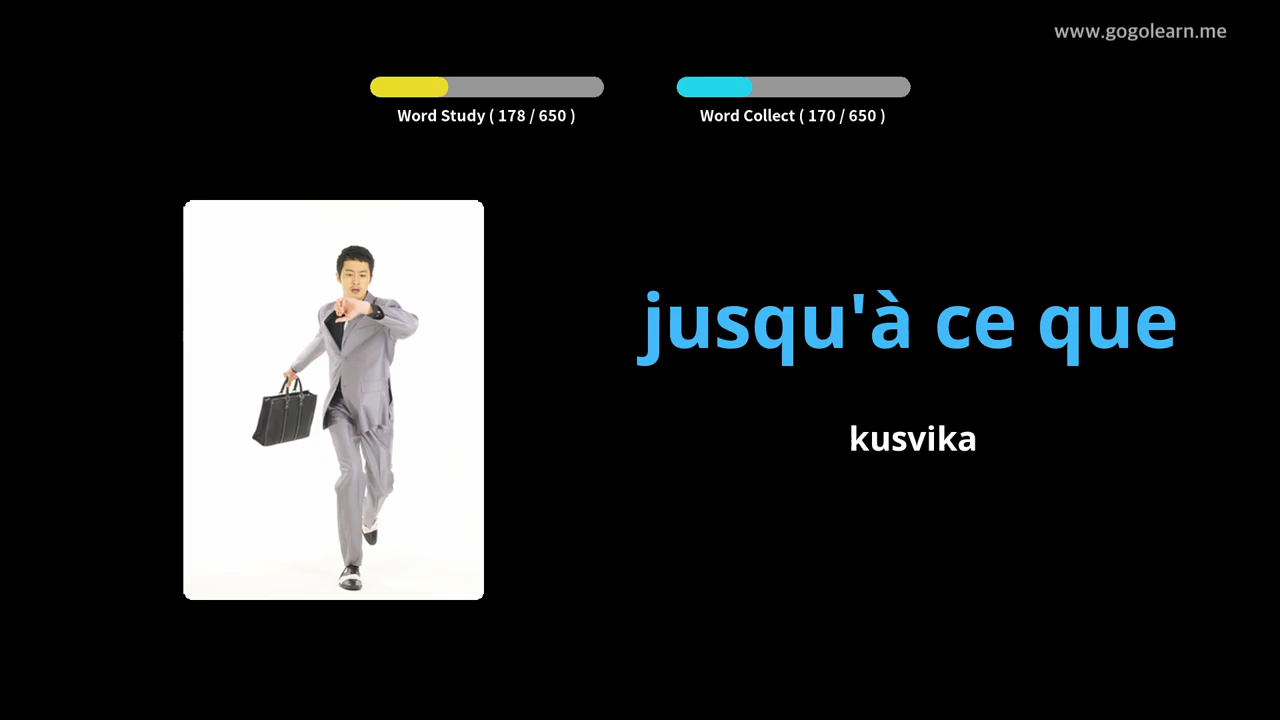 www.gogolearn.me
Word Study ( 178 / 650 )
Word Collect ( 170 / 650 )
jusqu'à ce que
kusvika